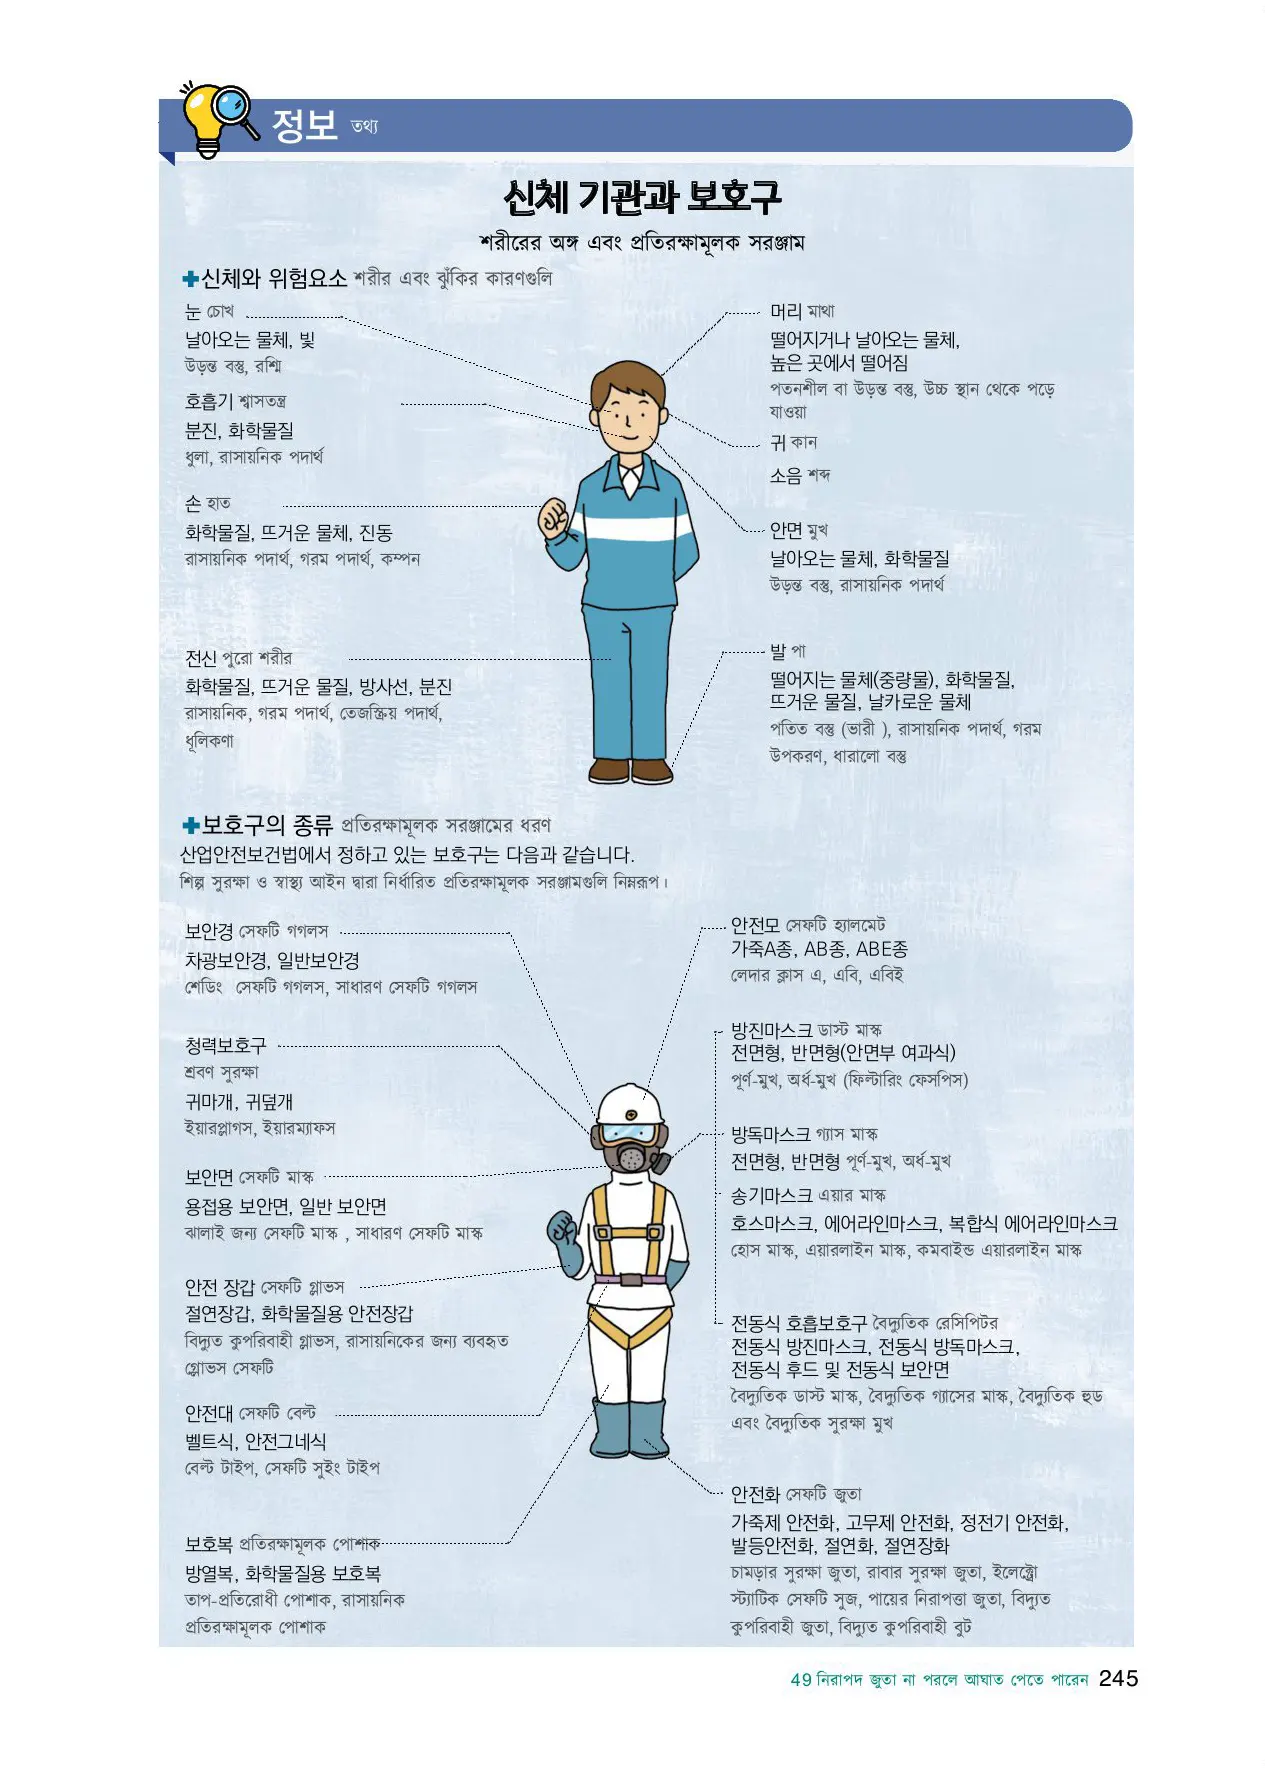 정보 তথ্য
신체 기관과 보호구
শরীরের অঙ্গ এবং প্রতিরক্ষামূলক সরঞ্জাম
신체와 위험요소 শরীর এবং ঝুঁকির কারণগুলি
눈 চোখ
날아오는 물체, 빛
উড়ন্ত বস্তু, রশ্মি
호흡기 শ্বাসতন্ত্র
분진, 화학물질
ধুলা, রাসায়নিক পদার্থ
손 হাত
화학물질, 뜨거운 물체, 진동
রাসায়নিক পদার্থ, গরম পদার্থ, কম্পন
전신 পুরো শরীর
화학물질, 뜨거운 물질, 방사선, 분진
রাসায়নিক, গরম পদার্থ, তেজস্ক্রিয় পদার্থ,
ধূলিকণা
머리 মাথা
떨어지거나 날아오는 물체,
높은 곳에서 떨어짐
পতনশীল বা উড়ন্ত বস্তু, উচ্চ স্থান থেকে পড়ে
যাওয়া
귀 কান
소음 শব্দ
안면 মুখ
날아오는 물체, 화학물질
উড়ন্ত বস্তু, রাসায়নিক পদার্থ
발 পা
떨어지는 물체(중량물), 화학물질,
뜨거운 물질, 날카로운 물체
পতিত বস্তু (ভারী ), রাসায়নিক পদার্থ, গরম
উপকরণ, ধারালো বস্তু
보호구의 종류 প্রতিরক্ষামূলক সরঞ্জামের ধরণ
산업안전보건법에서 정하고 있는 보호구는 다음과 같습니다.
শিল্প সুরক্ষা ও স্বাস্থ্য আইন দ্বারা নির্ধারিত প্রতিরক্ষামূলক সরঞ্জামগুলি নিম্নরূপ।
보안경 সেফটি গগলস
차광보안경, 일반보안경
শেডিং সেফটি গগলস, সাধারণ সেফটি গগলস
청력보호구
শ্রবণ সুরক্ষা
귀마개, 귀덮개
ইয়ারপ্লাগস, ইয়ারম্যাফস
보안면 সেফটি মাস্ক
용접용 보안면, 일반 보안면
ঝালাই জন্য সেফটি মাস্ক , সাধারণ সেফটি মাস্ক
안전 장갑 সেফটি গ্লাভস
절연장갑, 화학물질용 안전장갑
বিদ্যুত কুপরিবাহী গ্লাভস, রাসায়নিকের জন্য ব্যবহৃত
গ্লোভস সেফটি
안전대 সেফটি বেল্ট
벨트식, 안전그네식
বেল্ট টাইপ, সেফটি সুইং টাইপ
보호복 প্রতিরক্ষামূলক পোশাক
방열복, 화학물질용 보호복
তাপ-প্রতিরোধী পোশাক, রাসায়নিক
প্রতিরক্ষামূলক পোশাক
안전모 সেফটি হ্যালমেট
가죽A종, AB종, ABE종
লেদার ক্লাস এ, এবি, এবিই
방진마스크 ডাস্ট মাস্ক
전면형, 반면형(안면부 여과식)
পূর্ণ-মুখ, অর্ধ-মুখ (ফিল্টারিং ফেসপিস)
방독마스크 গ্যাস মাস্ক
전면형, 반면형 পূর্ণ-মুখ, অর্ধ-মুখ
송기마스크 এয়ার মাস্ক
호스마스크, 에어라인마스크, 복합식 에어라인마스크
হোস মাস্ক, এয়ারলাইন মাস্ক, কমবাইন্ড এয়ারলাইন মাস্ক
전동식 호흡보호구 বৈদ্যুতিক রেসিপিটর
전동식 방진마스크, 전동식 방독마스크,
전동식 후드 및 전동식 보안면
বৈদ্যুতিক ডাস্ট মাস্ক, বৈদ্যুতিক গ্যাসের মাস্ক, বৈদ্যুতিক হুড
এবং বৈদ্যুতিক সুরক্ষা মুখ
안전화 সেফটি জুতা
가죽제 안전화, 고무제 안전화, 정전기 안전화,
발등안전화, 절연화, 절연장화
চামড়ার সুরক্ষা জুতা, রাবার সুরক্ষা জুতা, ইলেক্ট্রো
স্ট্যাটিক সেফটি সুজ, পায়ের নিরাপত্তা জুতা, বিদ্যুত
কুপরিবাহী জুতা, বিদ্যুত কুপরিবাহী বুট
49 নিরাপদ জুতা না পরলে আঘাত পেতে পারেন 245